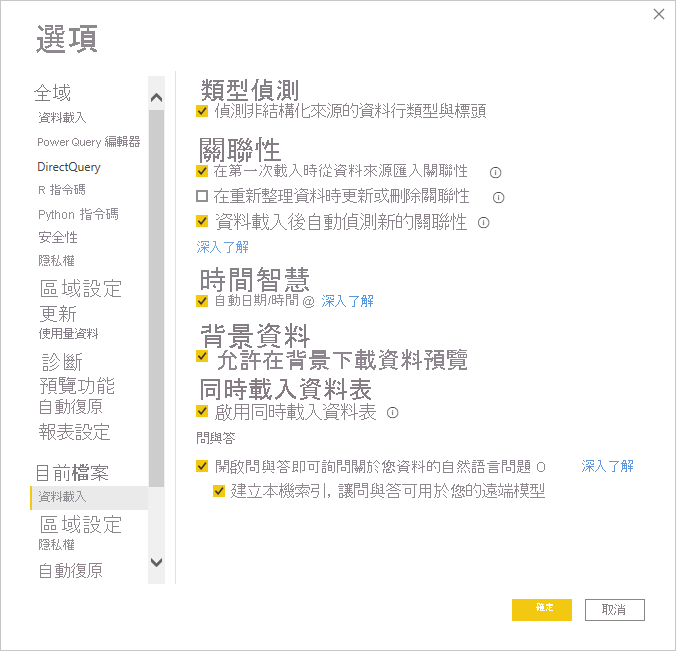 選項
全域
資料載入
Power Query 編輯器
DirectQuery
R 指令碼
Python 指令碼
安全性
隱私權
區域設定
更新
使用量資料
診斷
預覽功能
自動復原
報表設定
目前檔案
資料載入
區域設定
隱私權
自動復原
類型偵測
偵測非結構化來源的資料行類型與標頭
關聯性
在第一次載入時從資料來源匯入關聯性
在重新整理資料時更新或刪除關聯性
資料載入後自動偵測新的關聯性
深入了解
時間智慧
自動日期/時間 @ 深入了解
背景資料
允許在背景下載資料預覽
同時載入資料表
啟用同時載入資料表
問與答
開啟問與答即可詢問關於您資料的自然語言問題 O 深入了解
建立本機索引, 讓問與答可用於您的遠端模型
確定
取消